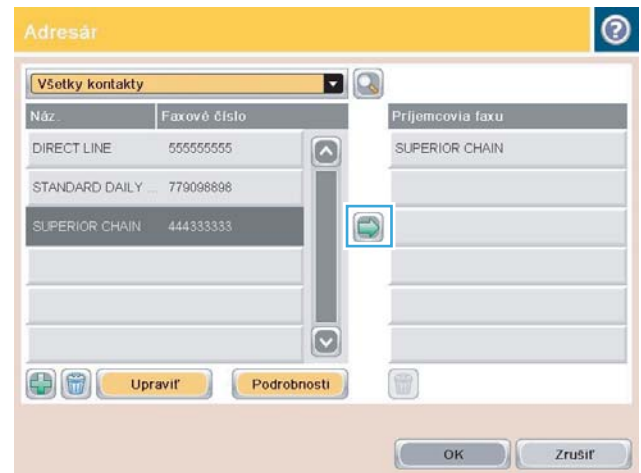 Adresár
Všetky kontakty
Náz. Faxové číslo Príjemcovia faxu
DIRECT LINE 555555555 SUPERIOR CHAIN
STANDARD DAILY ... 779098898
SUPERIOR CHAIN 444333333
Upraviť Podrobnosti
OK Zrušiť